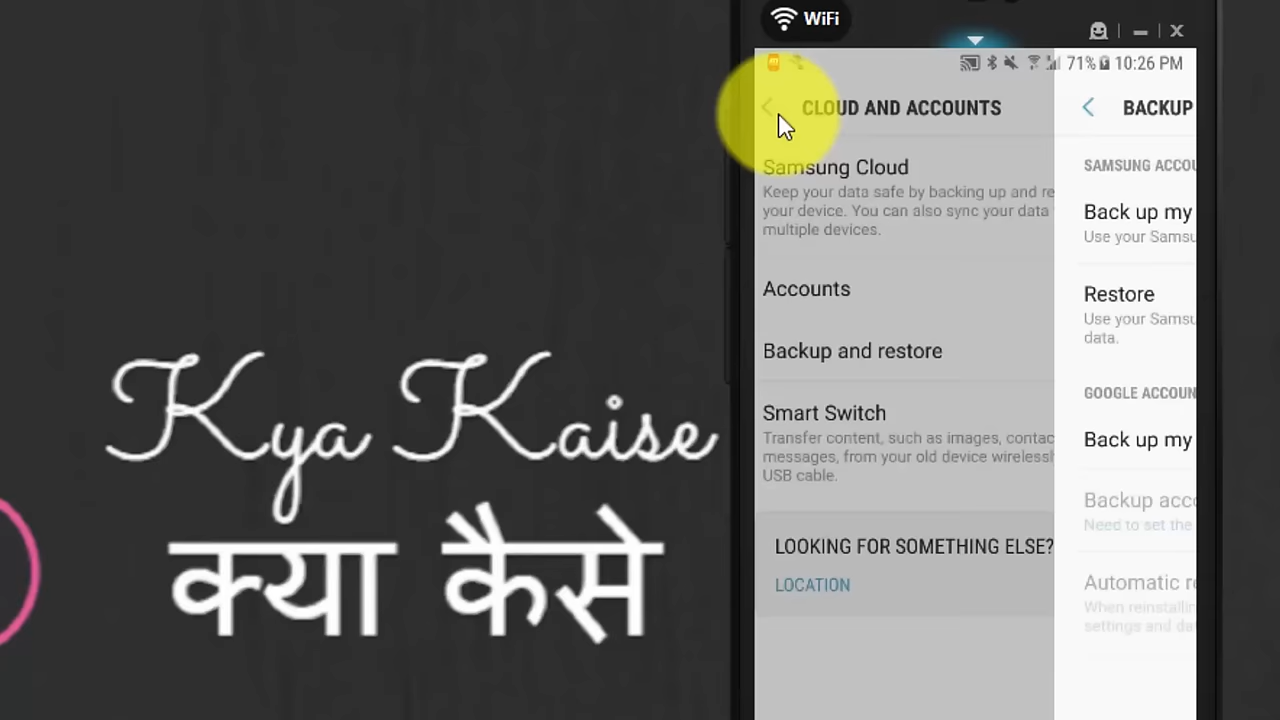 WiFi
71% 10:26 PM
CLOUD AND ACCOUNTS
Samsung Cloud
Keep your data safe by backing up and re
your device. You can also sync your data
multiple devices.
Accounts
Backup and restore
Smart Switch
Transfer content, such as images, contac
messages, from your old device wirelessl
USB cable.
LOOKING FOR SOMETHING ELSE?
LOCATION
BACKUP
SAMSUNG ACCOU
Back up my
Use your Samsu
Restore
Use your Samsu
data.
GOOGLE ACCOUN
Back up my
Backup acco
Need to set the
Automatic re
When reinstallin
settings and dat
Kya Kaise
क्या कैसे